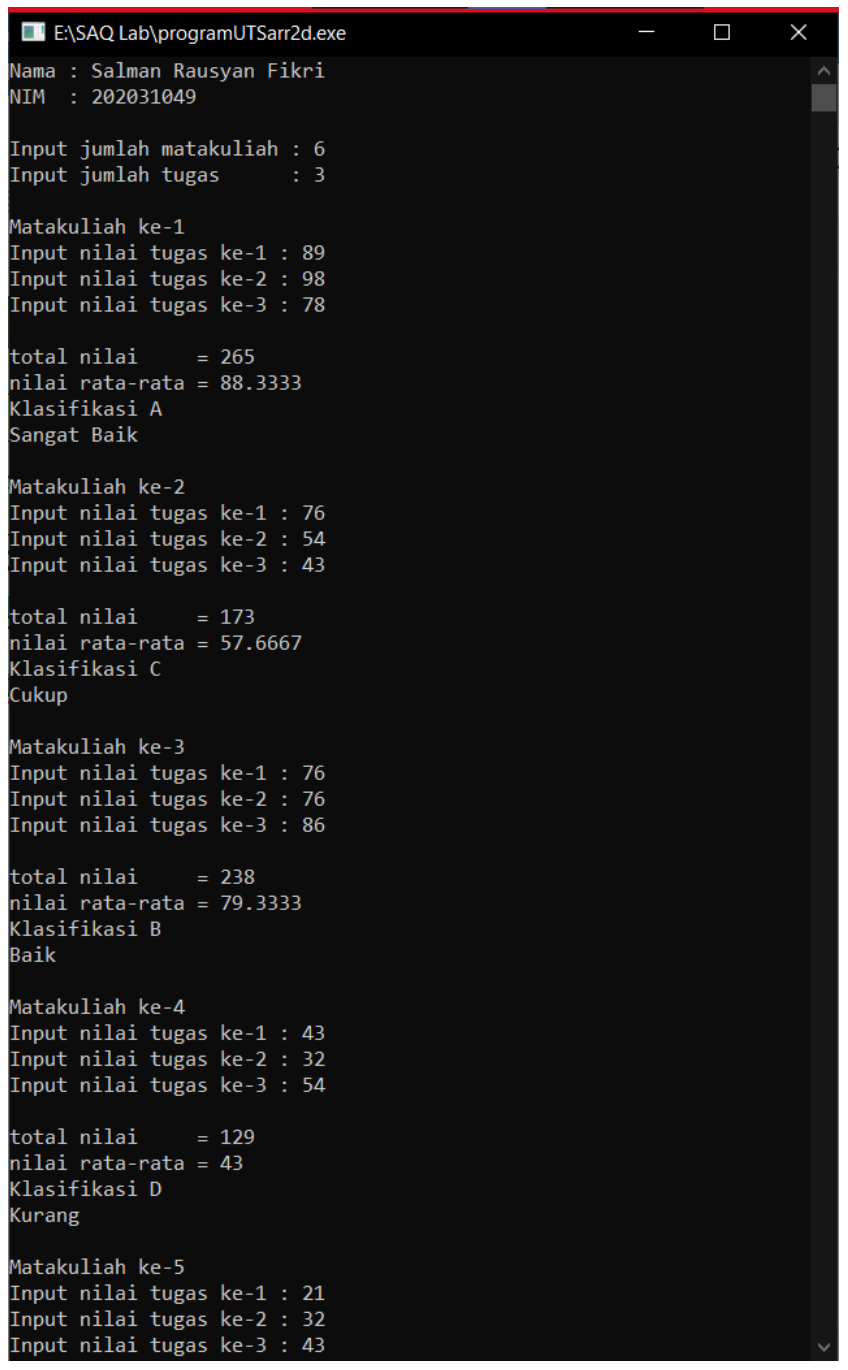 E:\SAQ Lab\programUTSarr2d.exe
Nama : Salman Rausyan Fikri
NIM  : 202031049
Input jumlah matakuliah : 6
Input jumlah tugas      : 3
Matakuliah ke-1
Input nilai tugas ke-1 : 89
Input nilai tugas ke-2 : 98
Input nilai tugas ke-3 : 78
total nilai     = 265
nilai rata-rata = 88.3333
Klasifikasi A
Sangat Baik
Matakuliah ke-2
Input nilai tugas ke-1 : 76
Input nilai tugas ke-2 : 54
Input nilai tugas ke-3 : 43
total nilai     = 173
nilai rata-rata = 57.6667
Klasifikasi C
Cukup
Matakuliah ke-3
Input nilai tugas ke-1 : 76
Input nilai tugas ke-2 : 76
Input nilai tugas ke-3 : 86
total nilai     = 238
nilai rata-rata = 79.3333
Klasifikasi B
Baik
Matakuliah ke-4
Input nilai tugas ke-1 : 43
Input nilai tugas ke-2 : 32
Input nilai tugas ke-3 : 54
total nilai     = 129
nilai rata-rata = 43
Klasifikasi D
Kurang
Matakuliah ke-5
Input nilai tugas ke-1 : 21
Input nilai tugas ke-2 : 32
Input nilai tugas ke-3 : 43